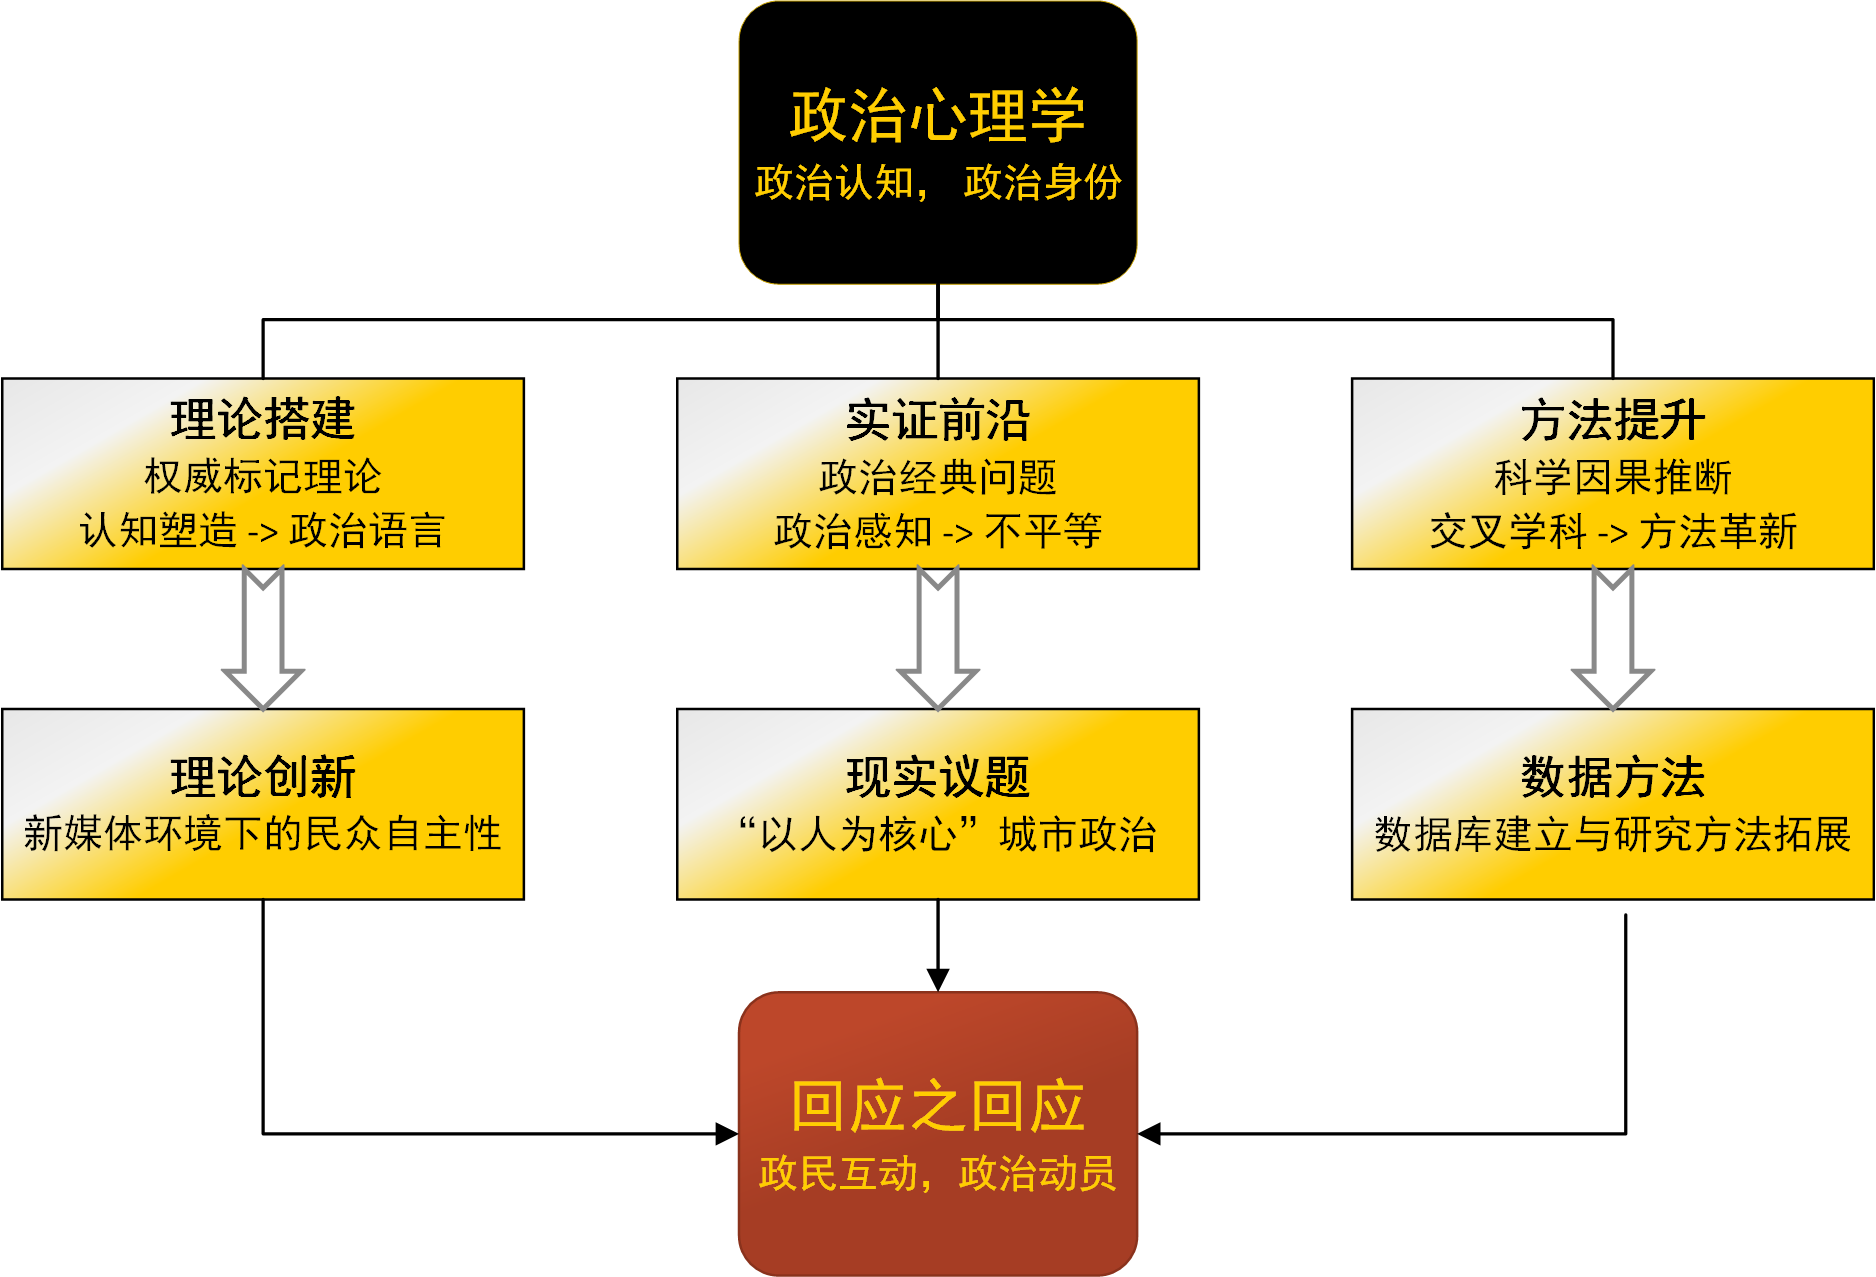 政治心理学
政治认知， 政治身份
理论搭建
权威标记理论
认知塑造 -> 政治语言
实证前沿
政治经典问题
政治感知 -> 不平等
方法提升
科学因果推断
交叉学科 -> 方法革新
理论创新
新媒体环境下的民众自主性
现实议题
“以人为核心”城市政治
数据方法
数据库建立与研究方法拓展
回应之回应
政民互动，政治动员